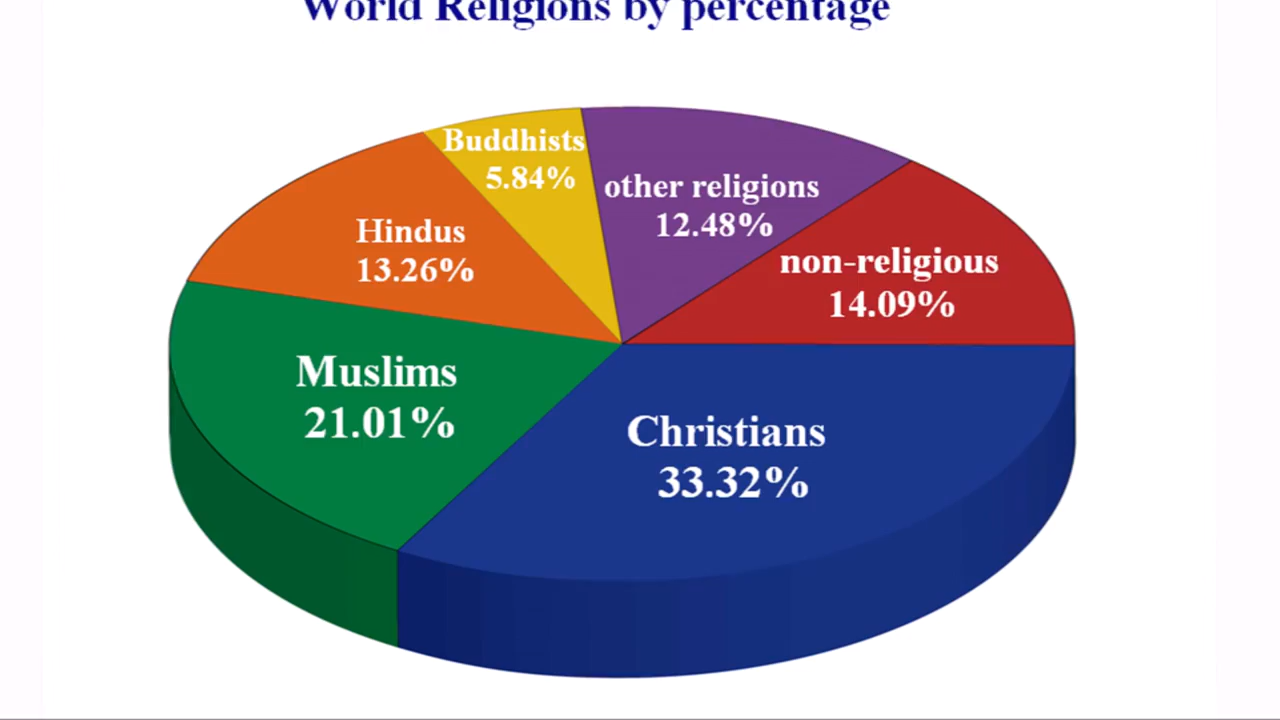 World Religions by percentage
Buddhists
5.84%
other religions
12.48%
Hindus
13.26%
non-religious
14.09%
Muslims
21.01%
Christians
33.32%